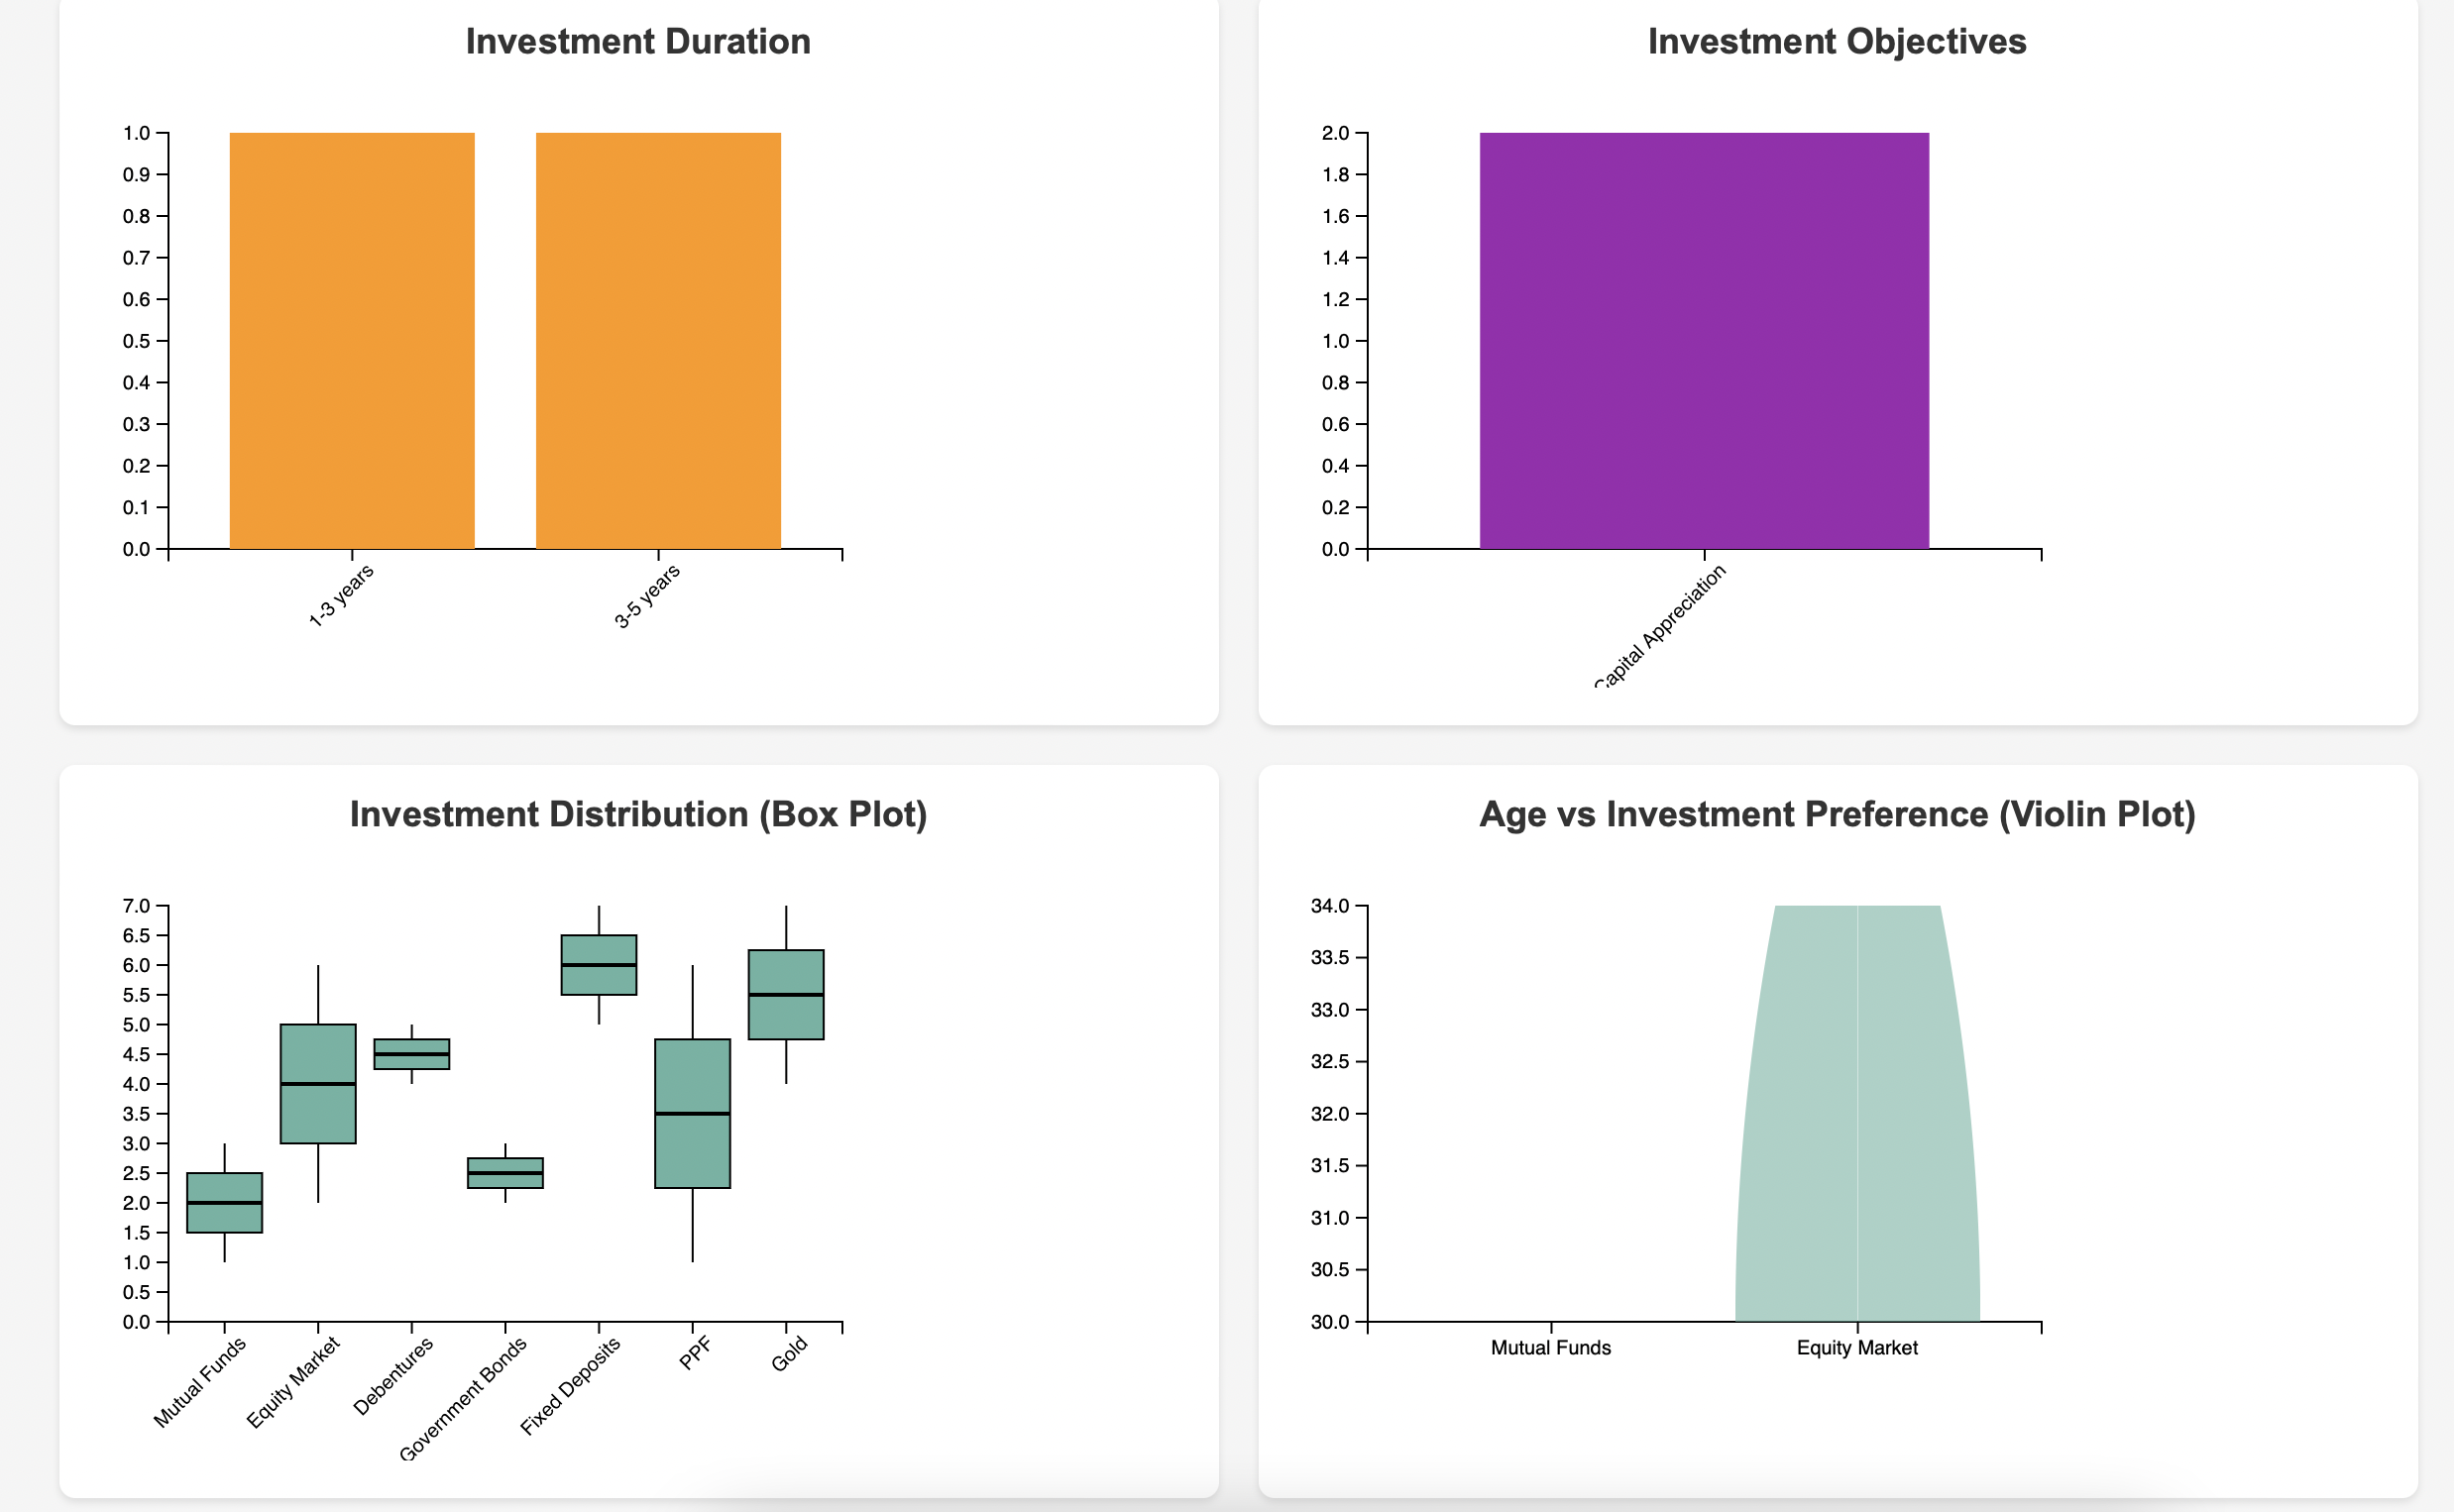 Investment Duration
1.0
0.9
0.8
0.7
0.6
0.5
0.4
0.3
0.2
0.1
0.0
1-3 years
3-5 years
Investment Objectives
2.0
1.8
1.6
1.4
1.2
1.0
0.8
0.6
0.4
0.2
0.0
Capital Appreciation
Investment Distribution (Box Plot)
7.0
6.5
6.0
5.5
5.0
4.5
4.0
3.5
3.0
2.5
2.0
1.5
1.0
0.5
0.0
Mutual Funds
Equity Market
Debentures
Government Bonds
Fixed Deposits
PPF
Gold
Age vs Investment Preference (Violin Plot)
34.0
33.5
33.0
32.5
32.0
31.5
31.0
30.5
30.0
Mutual Funds
Equity Market